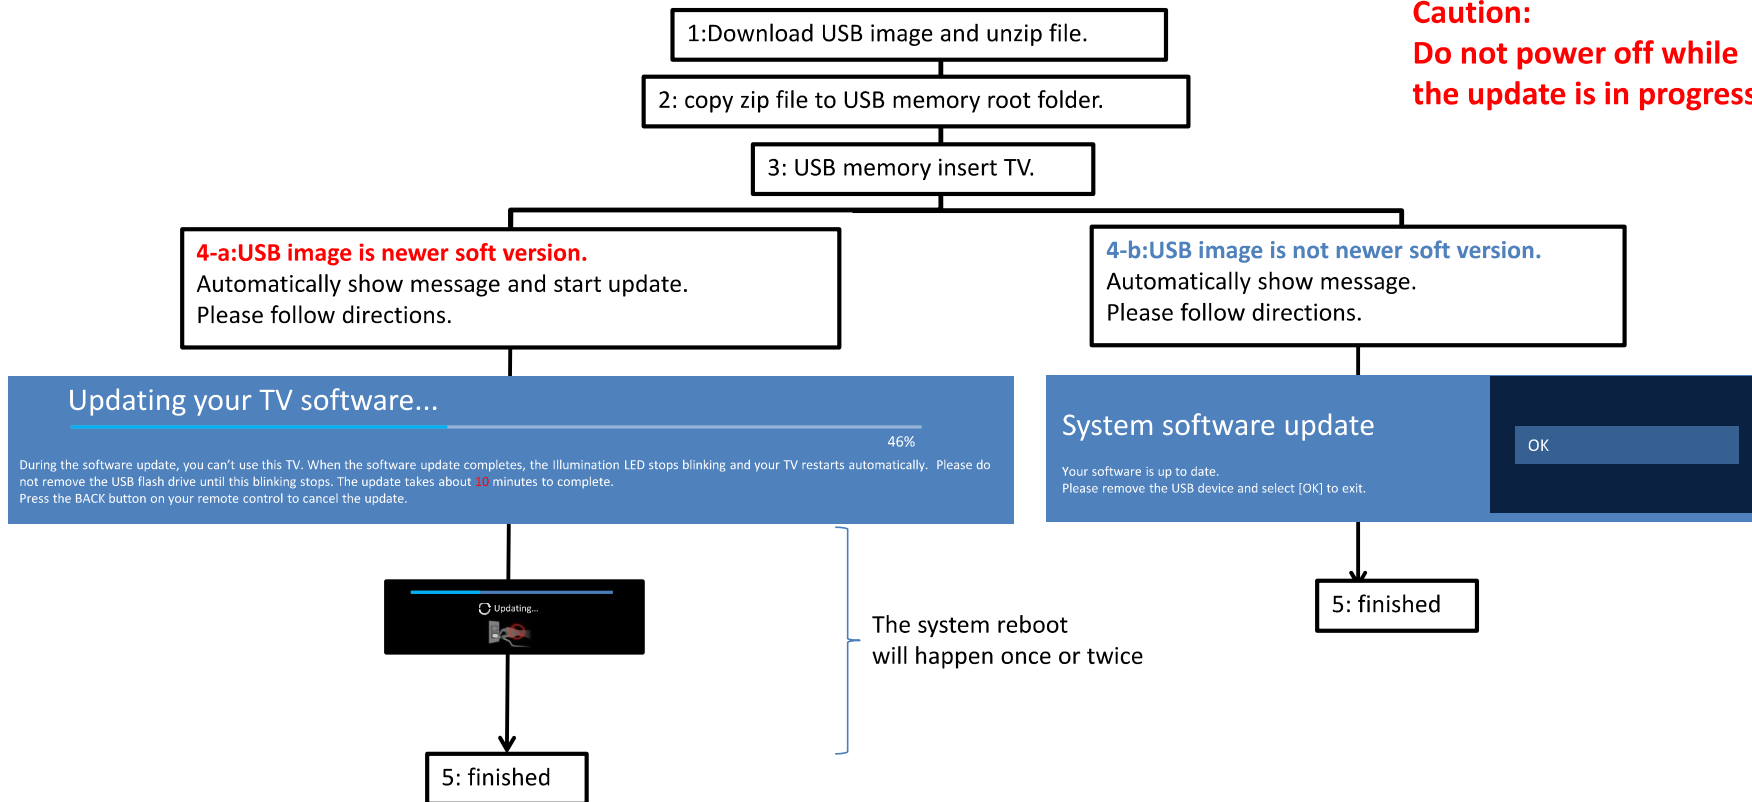 Caution:
Do not power off while
the update is in progress
1:Download USB image and unzip file.
2: copy zip file to USB memory root folder.
3: USB memory insert TV.
4-a:USB image is newer soft version.
Automatically show message and start update.
Please follow directions.
4-b:USB image is not newer soft version.
Automatically show message.
Please follow directions.
Updating your TV software...
46%
During the software update, you can't use this TV. When the software update completes, the Illumination LED stops blinking and your TV restarts automatically. Please do
not remove the USB flash drive until this blinking stops. The update takes about 10 minutes to complete.
Press the BACK button on your remote control to cancel the update.
System software update
Your software is up to date.
Please remove the USB device and select [OK] to exit.
OK
Updating...
The system reboot
will happen once or twice
5: finished
5: finished